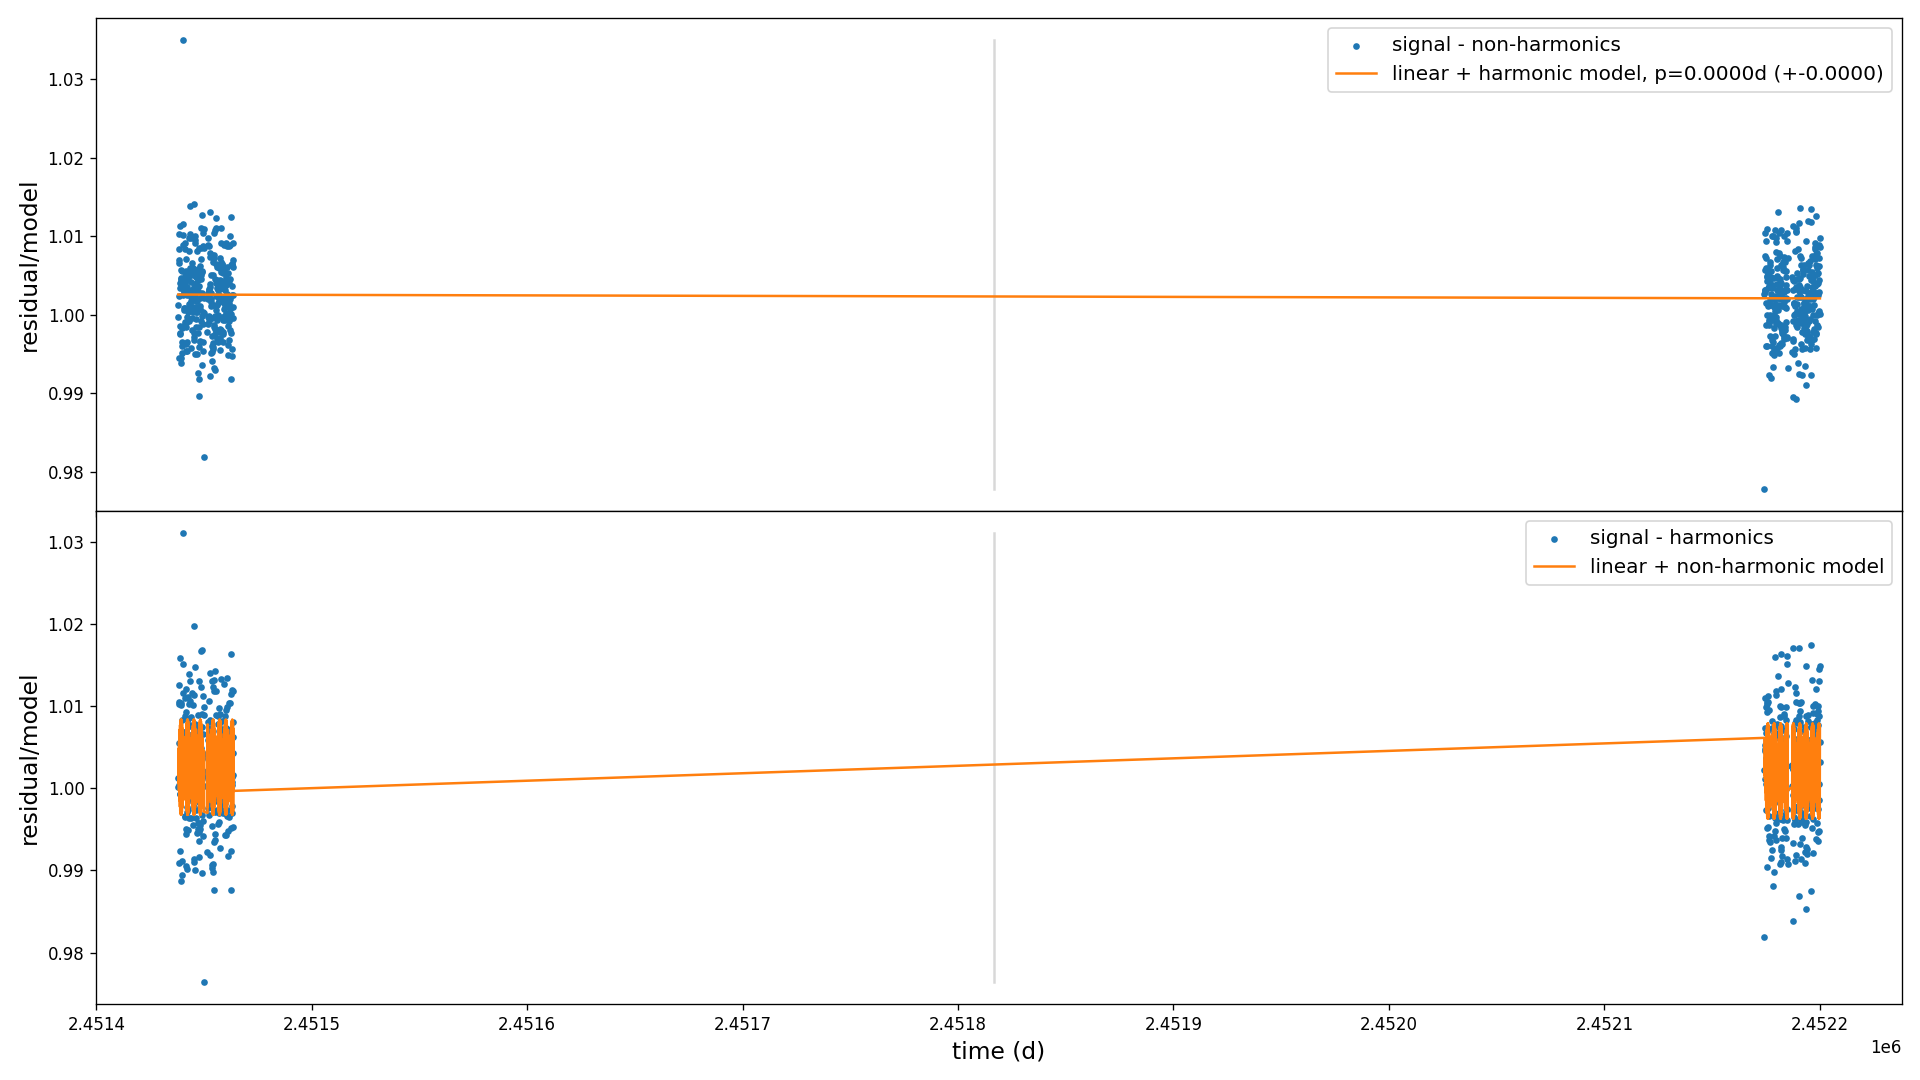 signal - non-harmonics
linear + harmonic model, p=0.0000d (+-0.0000)
1.03
1.02
1.01
1.00
0.99
0.98
residual/model
signal - harmonics
linear + non-harmonic model
1.03
1.02
1.01
1.00
0.99
0.98
residual/model
2.4514 2.4515 2.4516 2.4517 2.4518 2.4519 2.4520 2.4521 2.4522
1e6
time (d)